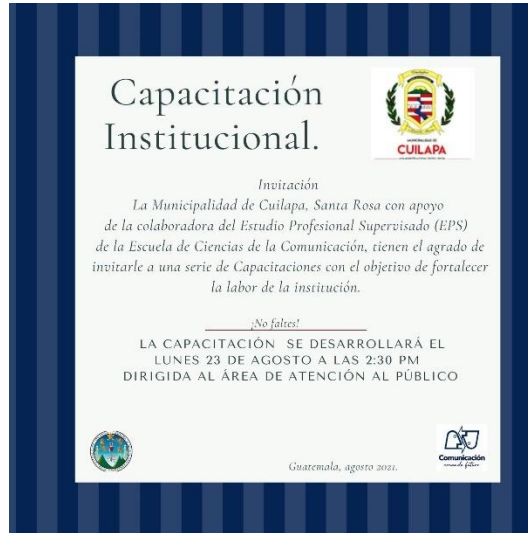 Capacitación
Institucional.
MUNICIPALIDAD DE
CUILAPA
Invitación
La Municipalidad de Cuilapa, Santa Rosa con apoyo
de la colaboradora del Estudio Profesional Supervisado (EPS)
de la Escuela de Ciencias de la Comunicación, tienen el agrado de
invitarle a una serie de Capacitaciones con el objetivo de fortalecer
la labor de la institución.
¡No faltes!
LA CAPACITACIÓN SE DESARROLLARÁ EL
LUNES 23 DE AGOSTO A LAS 2:30 PM
DIRIGIDA AL ÁREA DE ATENCIÓN AL PÚBLICO
Comunicación
Guatemala, agosto 2021.